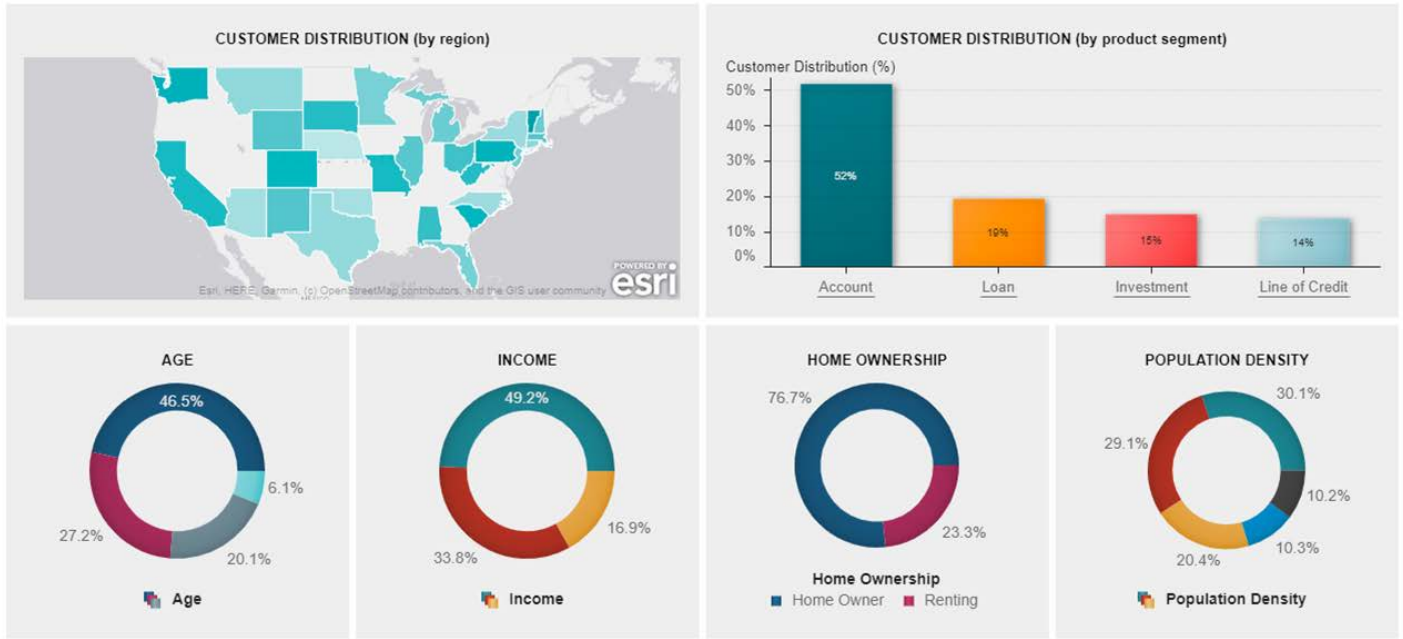 CUSTOMER DISTRIBUTION (by region)
POWERED BY
esri
Esri, HERE, Garmin, (c) OpenStreetMap contributors, and the GIS user community
CUSTOMER DISTRIBUTION (by product segment)
Customer Distribution (%)
50%
40%
30%
20%
10%
0%
52%
19%
15%
14%
Account
Loan
Investment
Line of Credit
AGE
46.5%
6.1%
27.2%
20.1%
Age
INCOME
49.2%
16.9%
33.8%
Income
HOME OWNERSHIP
76.7%
23.3%
Home Ownership
Home Owner
Renting
POPULATION DENSITY
30.1%
29.1%
10.2%
10.3%
20.4%
Population Density